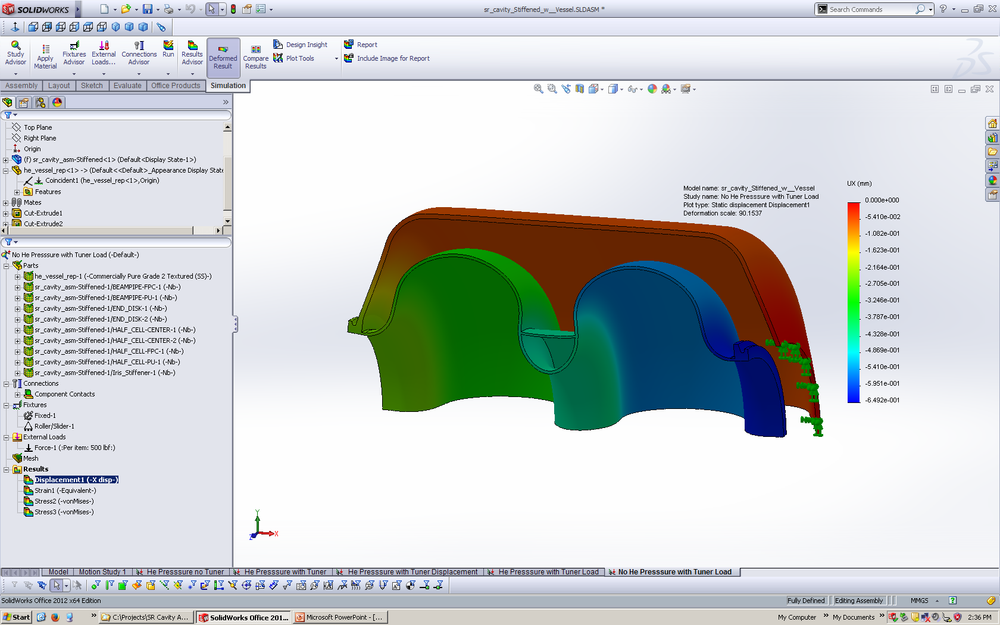 SOLIDWORKS
sr_cavity_Stiffened_w__Vessel.SLDASM *
Search Commands
Study Advisor
Apply Material
Fixtures Advisor
External Loads...
Connections Advisor
Run
Results Advisor
Deformed Result
Compare Results
Design Insight
Plot Tools
Report
Include Image for Report
Assembly
Layout
Sketch
Evaluate
Office Products
Simulation
Top Plane
Right Plane
Origin
(f) sr_cavity_asm-Stiffened<1> (Default<Display State-1>)
he_vessel_rep<1> -> (Default<<Default>_Appearance Display State
Coincident1 (he_vessel_rep<1>,Origin)
Features
Mates
Cut-Extrude1
Cut-Extrude2
No He Presssure with Tuner Load (-Default-)
Parts
he_vessel_rep-1 (-Commercially Pure Grade 2 Textured (SS)-)
sr_cavity_asm-Stiffened-1/BEAMPIPE-FPC-1 (-Nb-)
sr_cavity_asm-Stiffened-1/BEAMPIPE-PU-1 (-Nb-)
sr_cavity_asm-Stiffened-1/END_DISK-1 (-Nb-)
sr_cavity_asm-Stiffened-1/END_DISK-2 (-Nb-)
sr_cavity_asm-Stiffened-1/HALF_CELL-CENTER-1 (-Nb-)
sr_cavity_asm-Stiffened-1/HALF_CELL-CENTER-2 (-Nb-)
sr_cavity_asm-Stiffened-1/HALF_CELL-FPC-1 (-Nb-)
sr_cavity_asm-Stiffened-1/HALF_CELL-PU-1 (-Nb-)
sr_cavity_asm-Stiffened-1/Iris_Stiffener-1 (-Nb-)
Connections
Component Contacts
Fixtures
Fixed-1
Roller/Slider-1
External Loads
Force-1 (:Per item: 500 lbf:)
Mesh
Results
Displacement1 (-X disp-)
Strain1 (-Equivalent-)
Stress2 (-vonMises-)
Stress3 (-vonMises-)
Model name: sr_cavity_Stiffened_w__Vessel
Study name: No He Presssure with Tuner Load
Plot type: Static displacement Displacement1
Deformation scale: 90.1537
UX (mm)
0.000e+000
-5.410e-002
-1.082e-001
-1.623e-001
-2.164e-001
-2.705e-001
-3.246e-001
-3.787e-001
-4.328e-001
-4.869e-001
-5.410e-001
-5.951e-001
-6.492e-001
Y
X
Z
Model
Motion Study 1
He Presssure no Tuner
He Presssure with Tuner
He Presssure with Tuner Displacement
He Presssure with Tuner Load
No He Presssure with Tuner Load
SolidWorks Office 2012 x64 Edition
Fully Defined
Editing Assembly
MMGS
Start
C:\Projects\SR Cavity A...
SolidWorks Office 201...
Microsoft PowerPoint - [...
My Computer
My Documents
2:36 PM